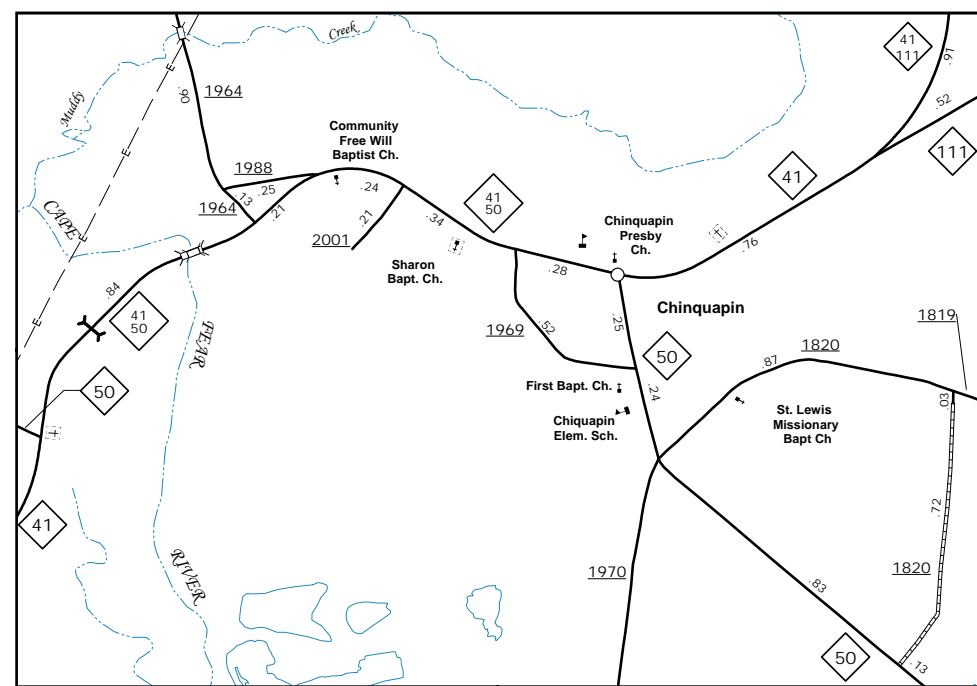 Creek
41
111
.91
.52
111
Muddy
E
.90
1964
E
Community
Free Will
Baptist Ch.
1988
.25
.13
1964
.21
.24
.21
2001
41
50
.34
41
CAPE
E
Sharon
Bapt. Ch.
.28
Chinquapin
Presby
Ch.
.76
Chinquapin
.84
E
41
50
FEAR
1969
.52
.25
50
1819
1820
.87
50
First Bapt. Ch.
.24
Chiquapin
Elem. Sch.
St. Lewis
Missionary
Bapt Ch
.03
41
.72
RIVER
1970
1820
.83
50
.13